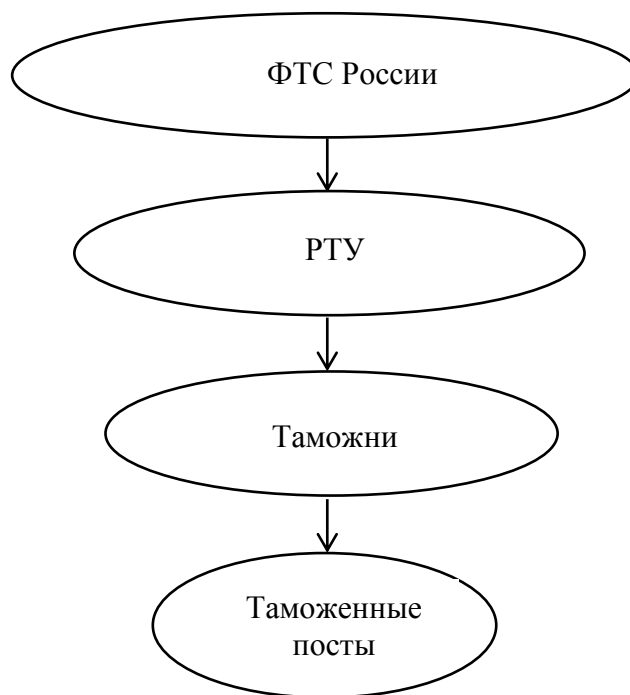 ФТС России
РТУ
Таможни
Таможенные
посты